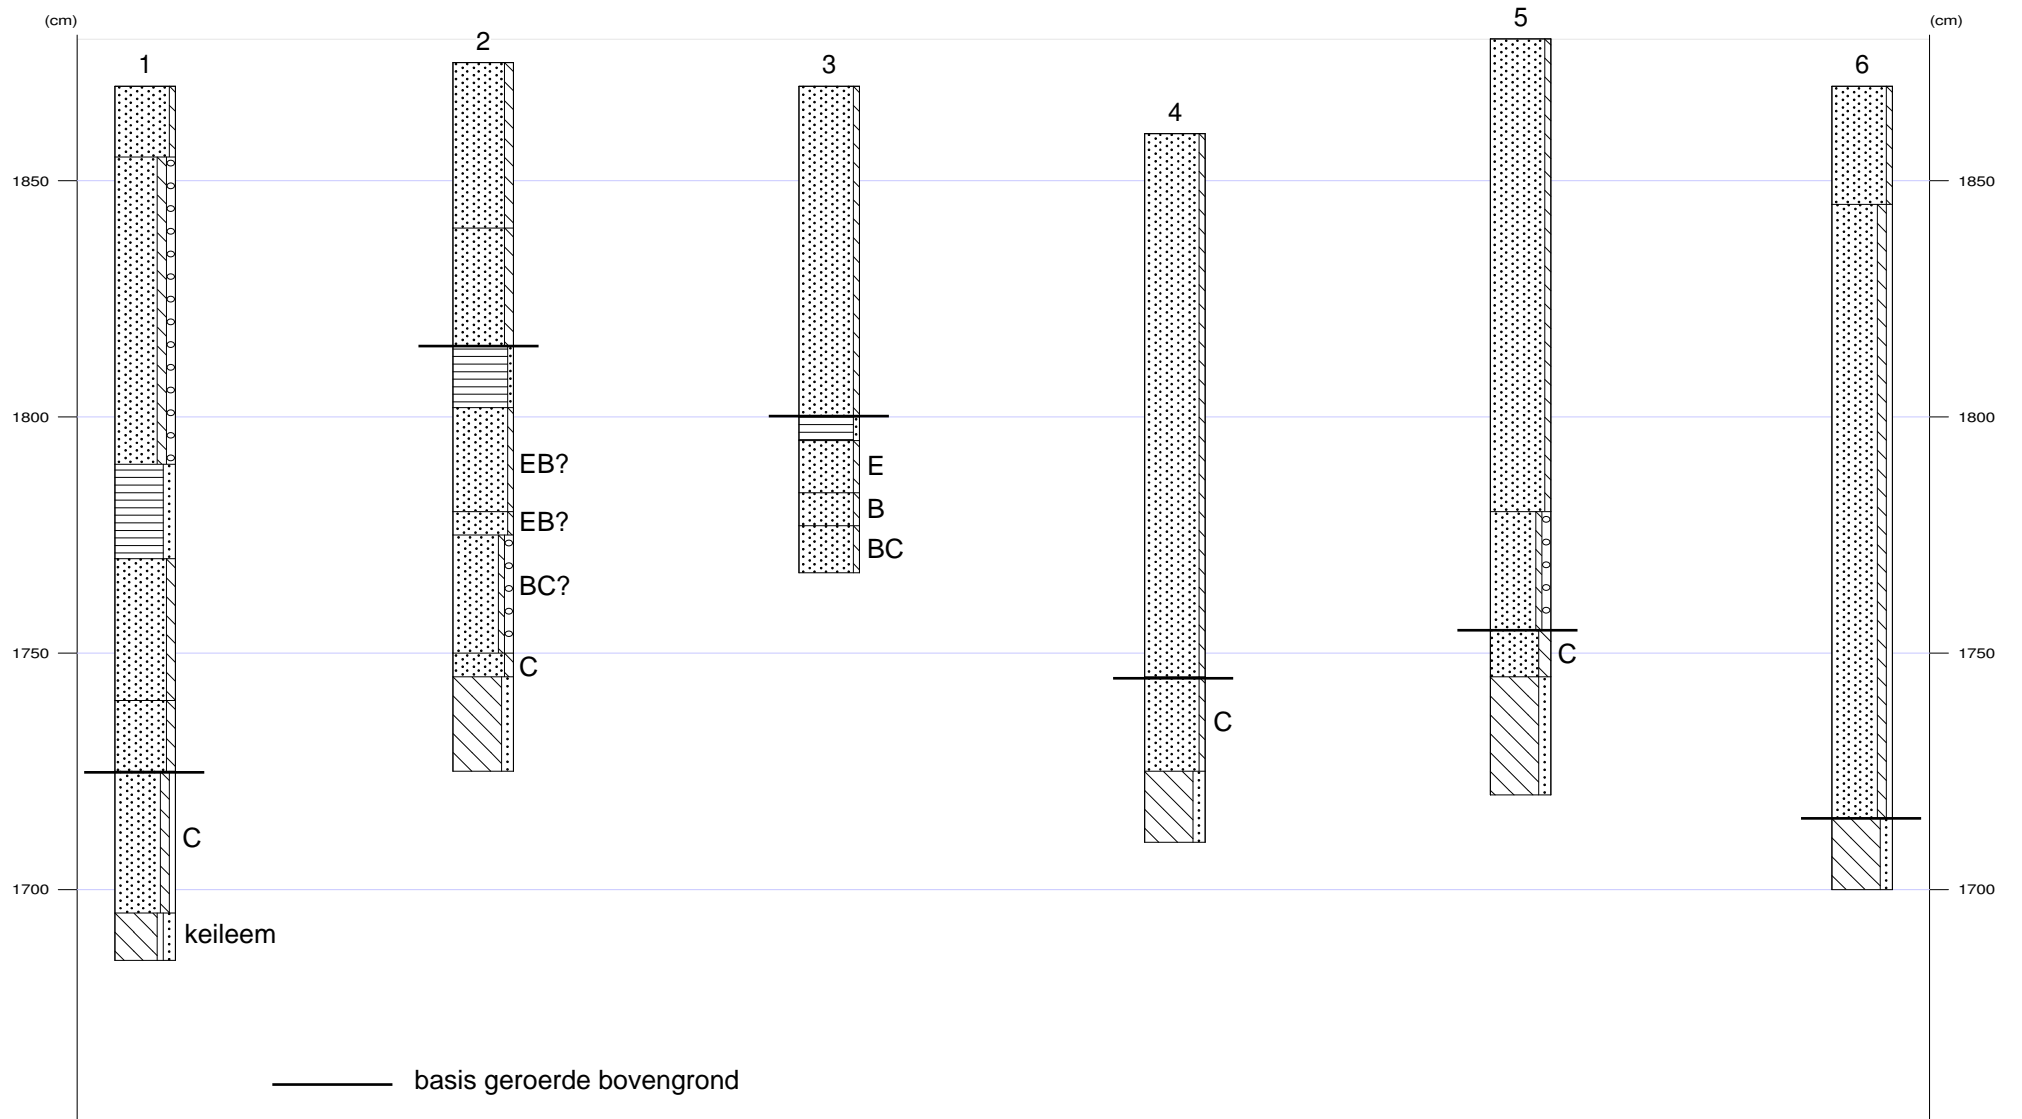 (cm)
(cm)
1
2
3
4
5
6
1850
1850
1800
1800
EB?
E
EB?
B
BC
BC?
1750
1750
C
C
C
C
1700
1700
keileem
basis geroerde bovengrond